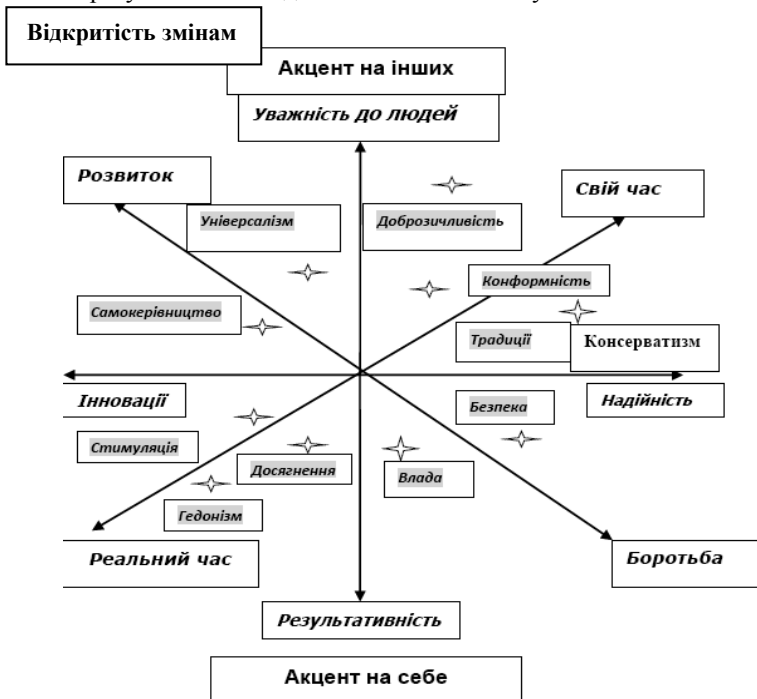 Відкритість змінам
Акцент на інших
Уважність до людей
Розвиток
Свій час
Універсалізм
Доброзичливість
Конформність
Самокерівництво
Традиції
Консерватизм
Інновації
Безпека
Надійність
Стимуляція
Досягнення
Влада
Гедонізм
Реальний час
Боротьба
Результативність
Акцент на себе